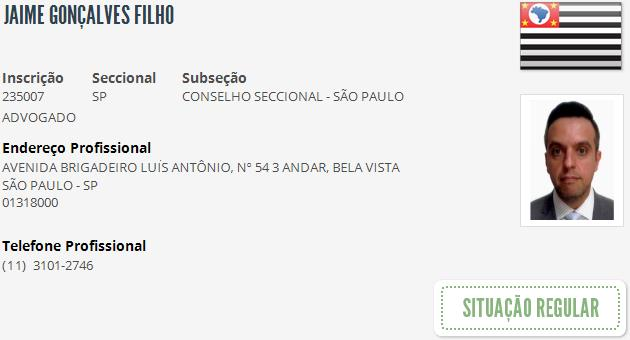 JAIME GONÇALVES FILHO
Inscrição Seccional Subseção
235007 SP CONSELHO SECCIONAL - SÃO PAULO
ADVOGADO
Endereço Profissional
AVENIDA BRIGADEIRO LUÍS ANTÔNIO, Nº 54 3 ANDAR, BELA VISTA
SÃO PAULO - SP
01318000
Telefone Profissional
(11) 3101-2746
SITUAÇÃO REGULAR